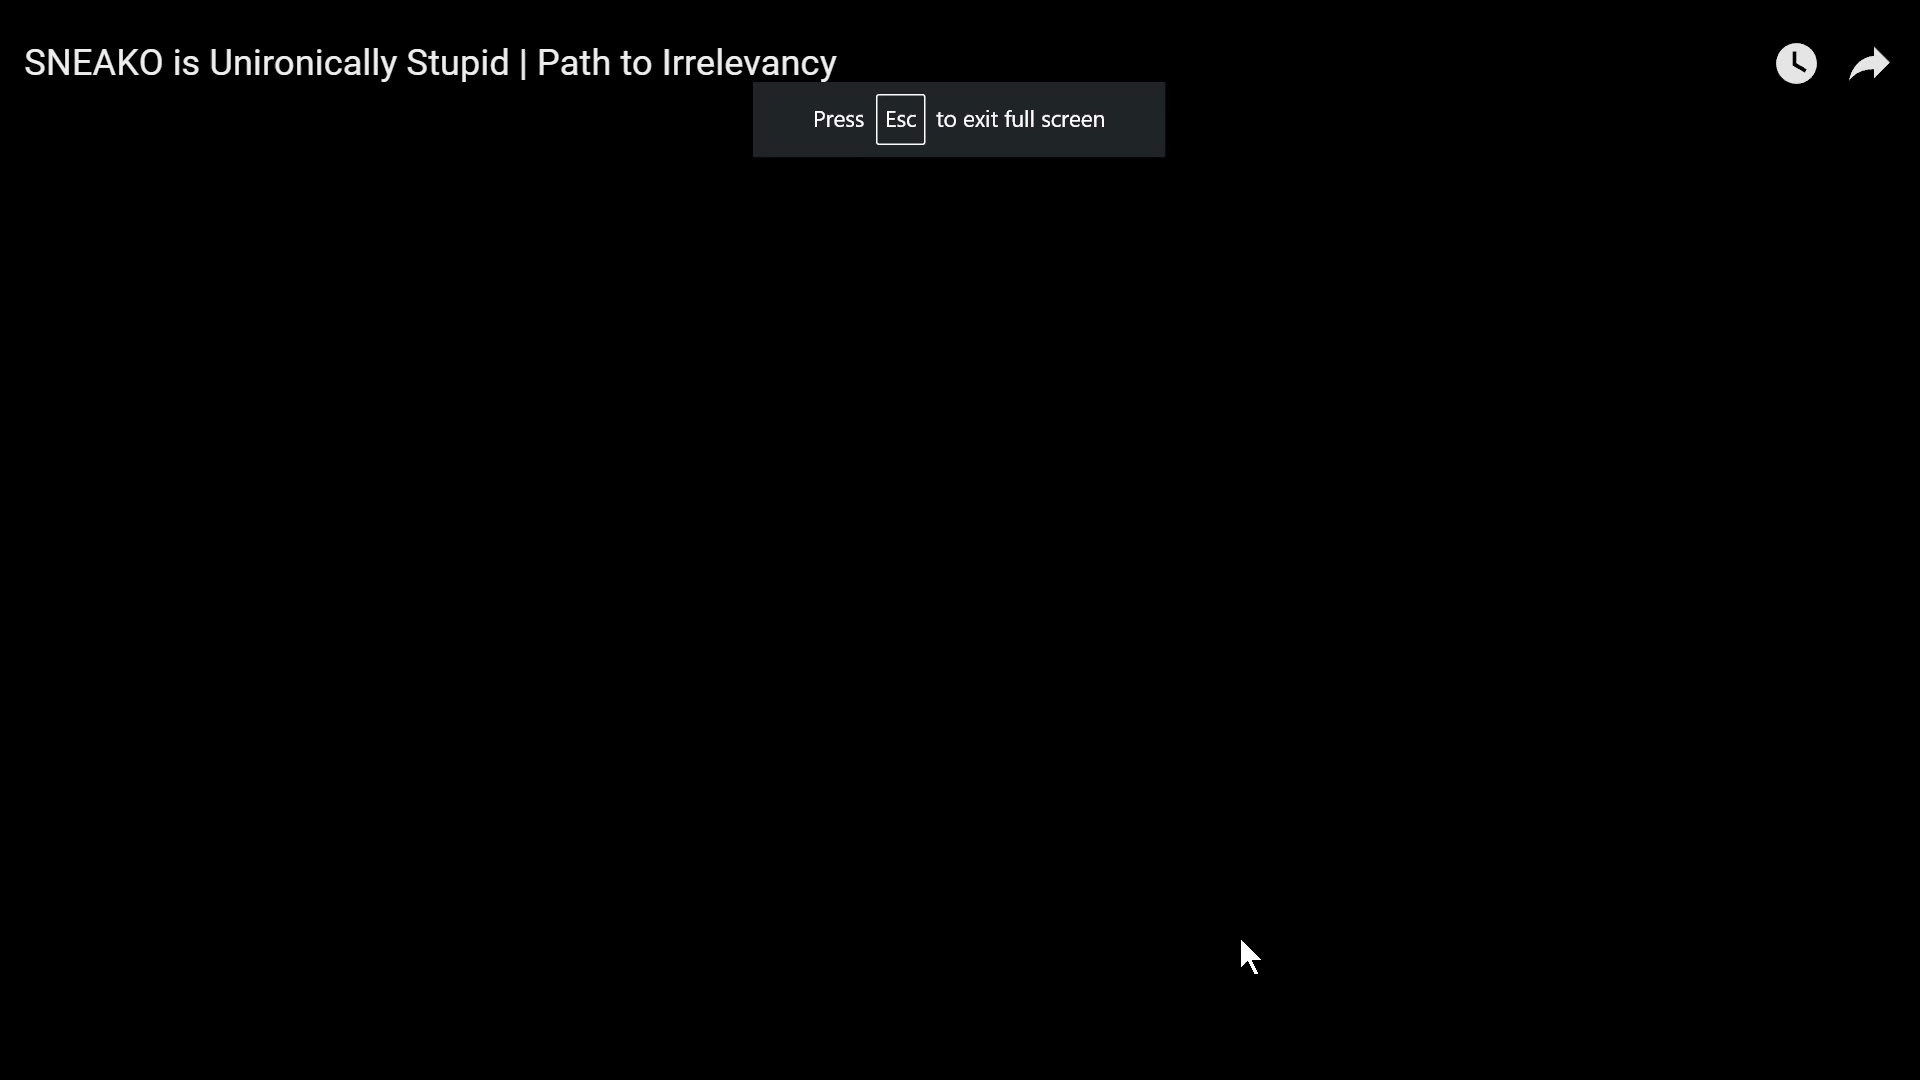 SNEAKO is Unironically Stupid | Path to Irrelevancy
Press Esc to exit full screen